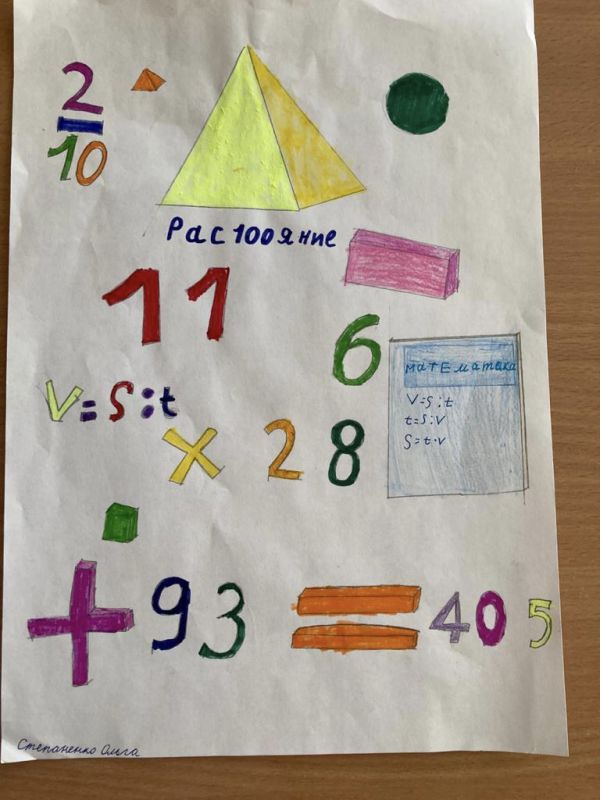 2
10
Рас100яние
11
6
математика
V=S:t
t=S:V
S=t·v
V=S:t
x 28
+ 93 = 405
Степаненко Ольга